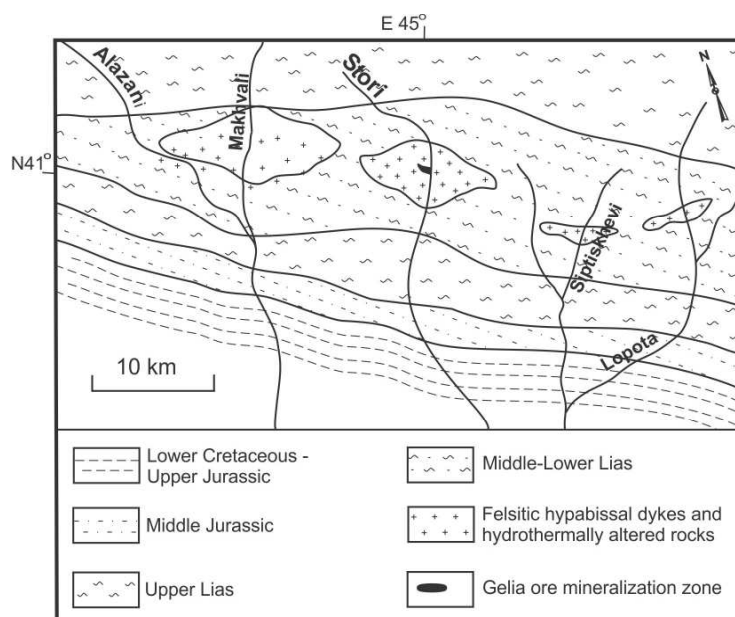 E 45°
N
Alazani
Makhvali
Stori
N41°
Siptiskhevi
Lopota
10 km
Lower Cretaceous -
Upper Jurassic
Middle-Lower Lias
Middle Jurassic
Felsitic hypabissal dykes and
hydrothermally altered rocks
Upper Lias
Gelia ore mineralization zone